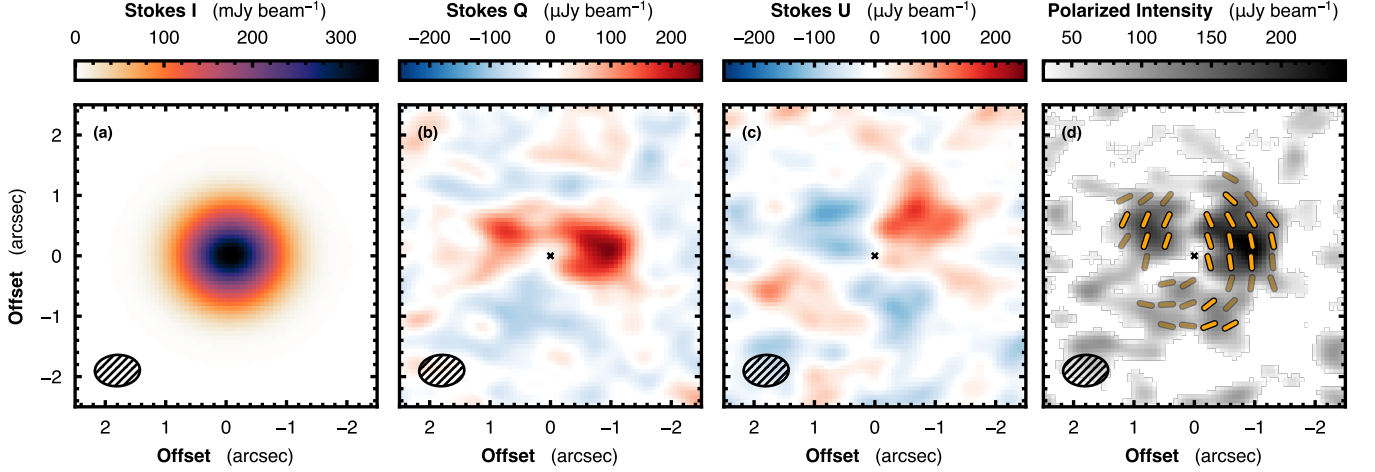 Stokes I (mJy beam⁻¹)
Stokes Q (μJy beam⁻¹)
Stokes U (μJy beam⁻¹)
Polarized Intensity (μJy beam⁻¹)
0 100 200 300
−200 −100 0 100 200
−200 −100 0 100 200
50 100 150 200
(a)
(b)
(c)
(d)
Offset (arcsec)
2
1
0
−1
−2
2 1 0 -1 -2
2 1 0 -1 -2
2 1 0 -1 -2
2 1 0 -1 -2
Offset (arcsec)
Offset (arcsec)
Offset (arcsec)
Offset (arcsec)